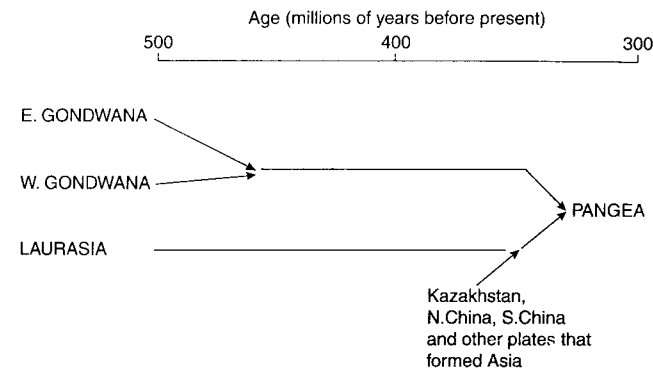 Age (millions of years before present)
500 400 300
E. GONDWANA
W. GONDWANA
PANGEA
LAURASIA
Kazakhstan,
N.China, S.China
and other plates that
formed Asia